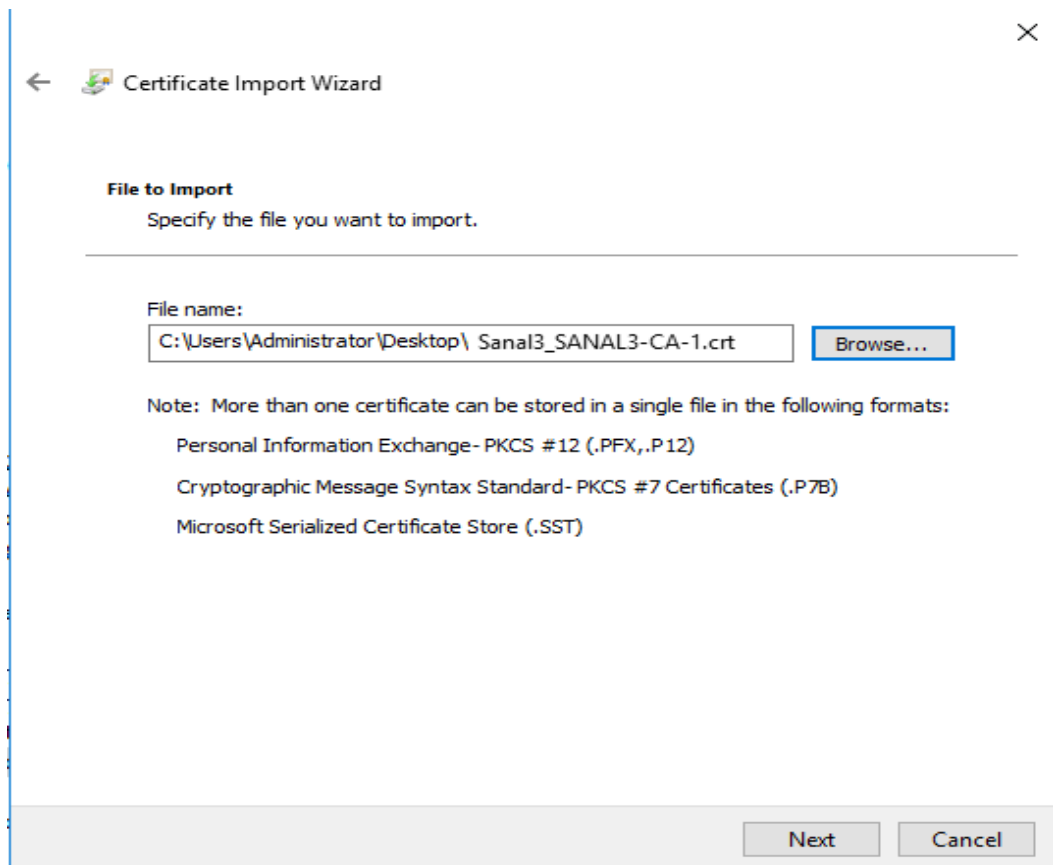 Certificate Import Wizard
File to Import
Specify the file you want to import.
File name:
C:\Users\Administrator\Desktop\ Sanal3_SANAL3-CA-1.crt
Browse...
Note: More than one certificate can be stored in a single file in the following formats:
Personal Information Exchange- PKCS #12 (.PFX,.P12)
Cryptographic Message Syntax Standard- PKCS #7 Certificates (.P7B)
Microsoft Serialized Certificate Store (.SST)
Next
Cancel